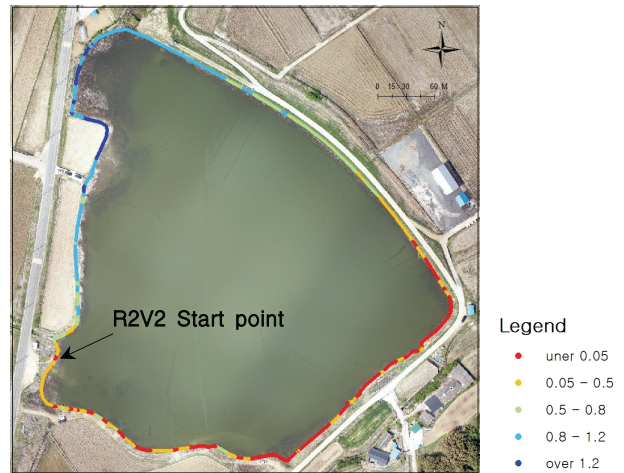 N
0 15 30 60 M
R2V2 Start point
Legend
uner 0.05
0.05 - 0.5
0.5 - 0.8
0.8 - 1.2
over 1.2